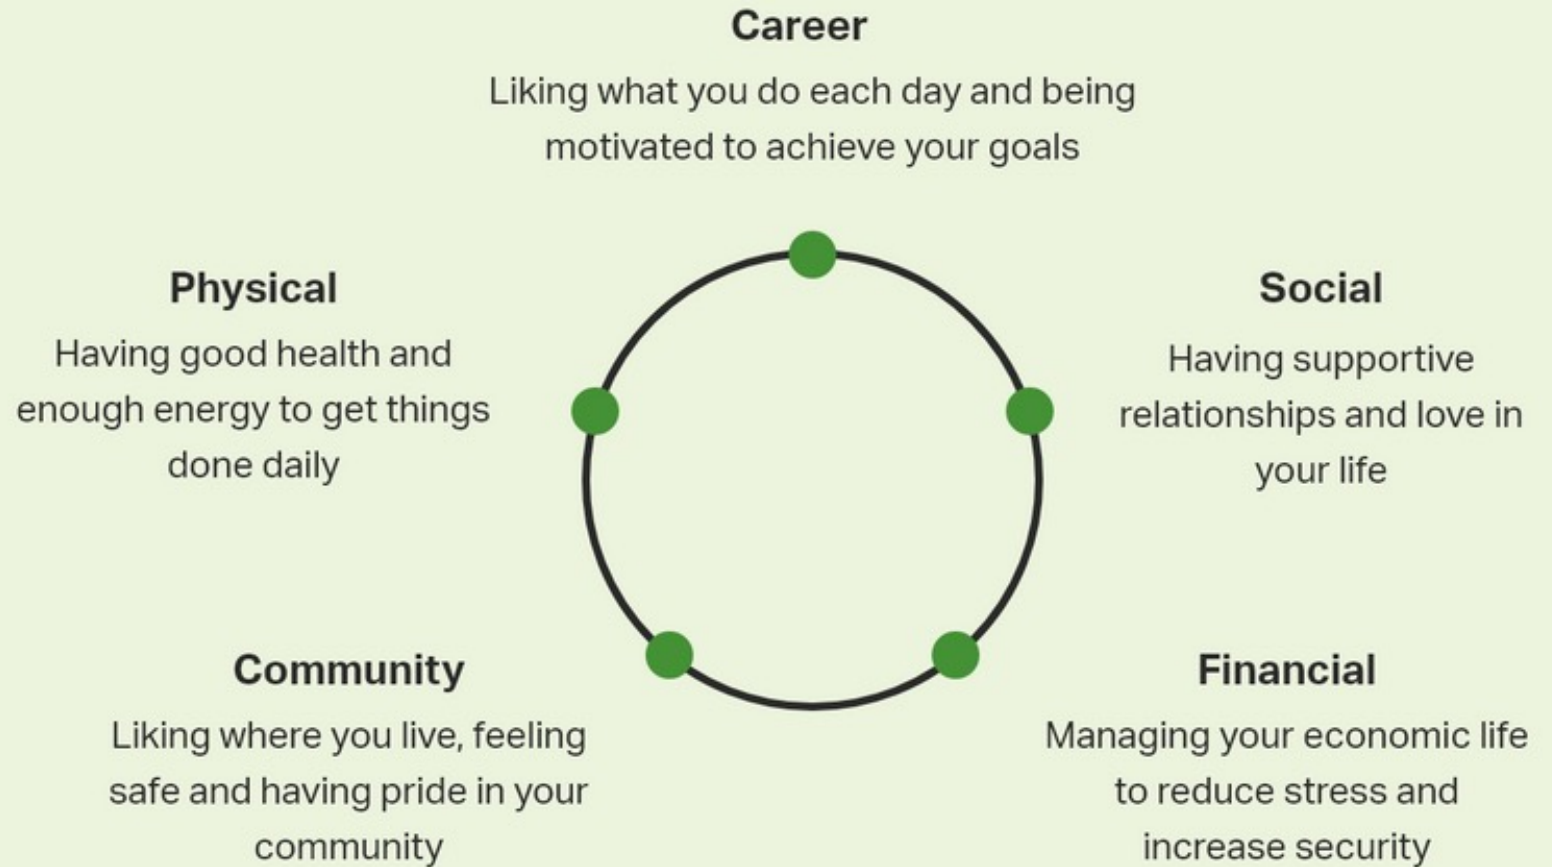 Career
Liking what you do each day and being
motivated to achieve your goals
Physical
Having good health and
enough energy to get things
done daily
Social
Having supportive
relationships and love in
your life
Community
Liking where you live, feeling
safe and having pride in your
community
Financial
Managing your economic life
to reduce stress and
increase security